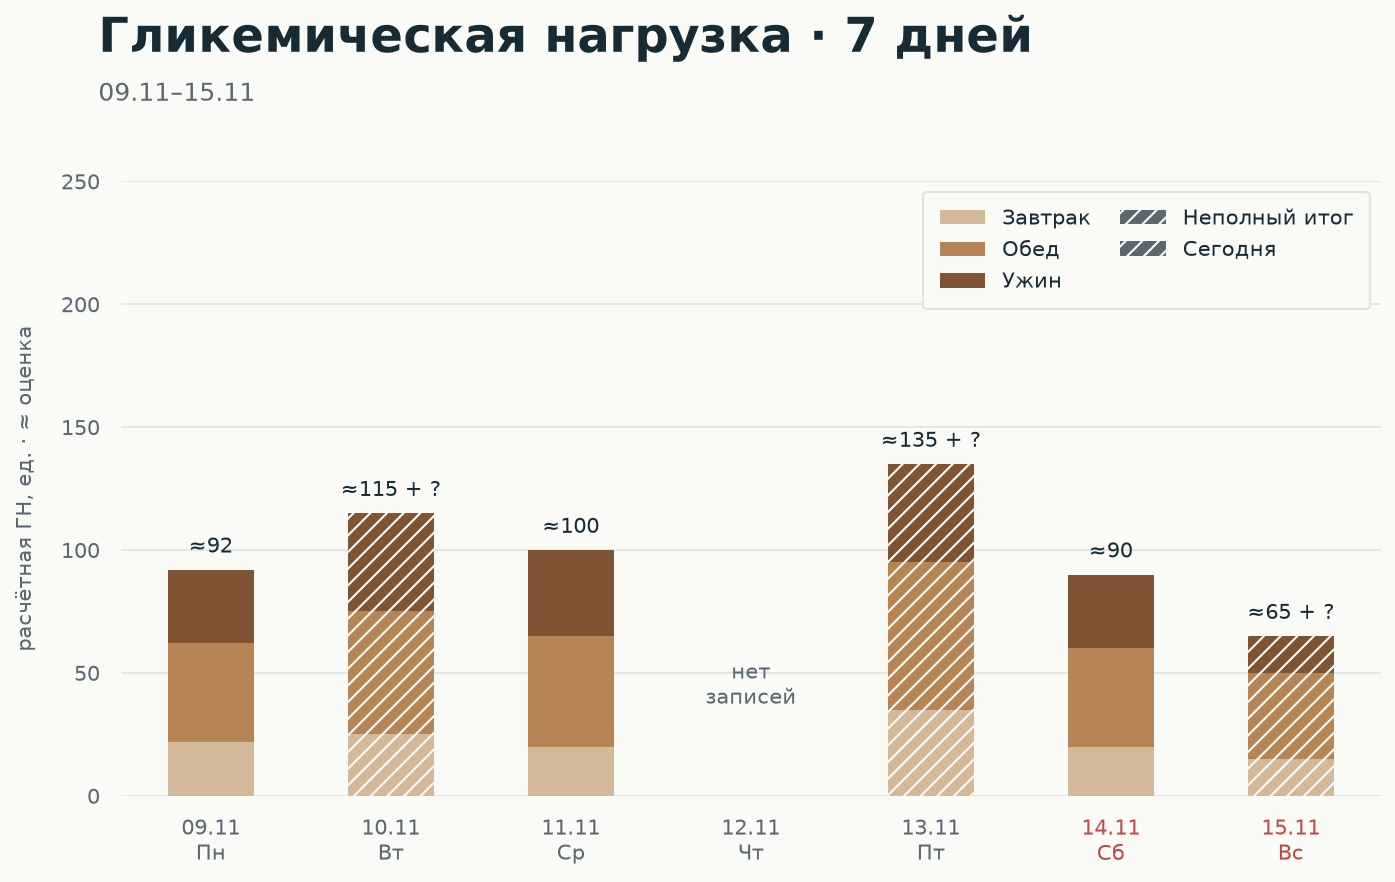 Гликемическая нагрузка · 7 дней
09.11–15.11
расчётная ГН, ед. · ≈ оценка
250
200
150
100
50
0
Завтрак
Обед
Ужин
Неполный итог
Сегодня
≈92
≈115 + ?
≈100
нет
записей
≈135 + ?
≈90
≈65 + ?
09.11
Пн
10.11
Вт
11.11
Ср
12.11
Чт
13.11
Пт
14.11
Сб
15.11
Вс